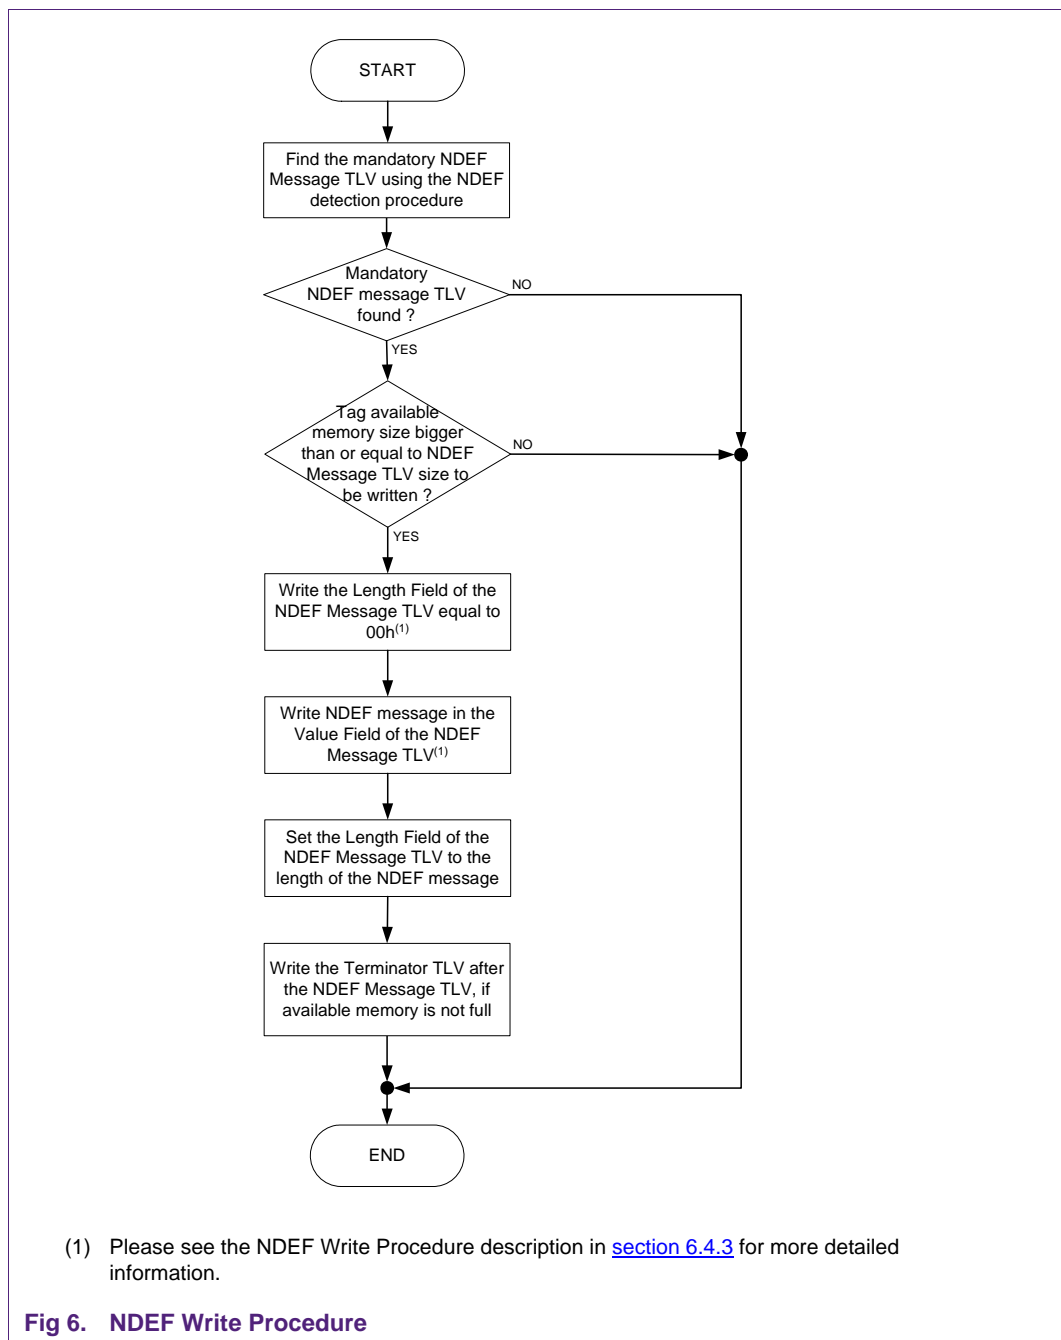 START
Find the mandatory NDEF
Message TLV using the NDEF
detection procedure
Mandatory
NDEF message TLV
found ?
NO
YES
Tag available
memory size bigger
than or equal to NDEF
Message TLV size to
be written ?
NO
YES
Write the Length Field of the
NDEF Message TLV equal to
00h(1)
Write NDEF message in the
Value Field of the NDEF
Message TLV(1)
Set the Length Field of the
NDEF Message TLV to the
length of the NDEF message
Write the Terminator TLV after
the NDEF Message TLV, if
available memory is not full
END
(1) Please see the NDEF Write Procedure description in section 6.4.3 for more detailed
information.
Fig 6. NDEF Write Procedure